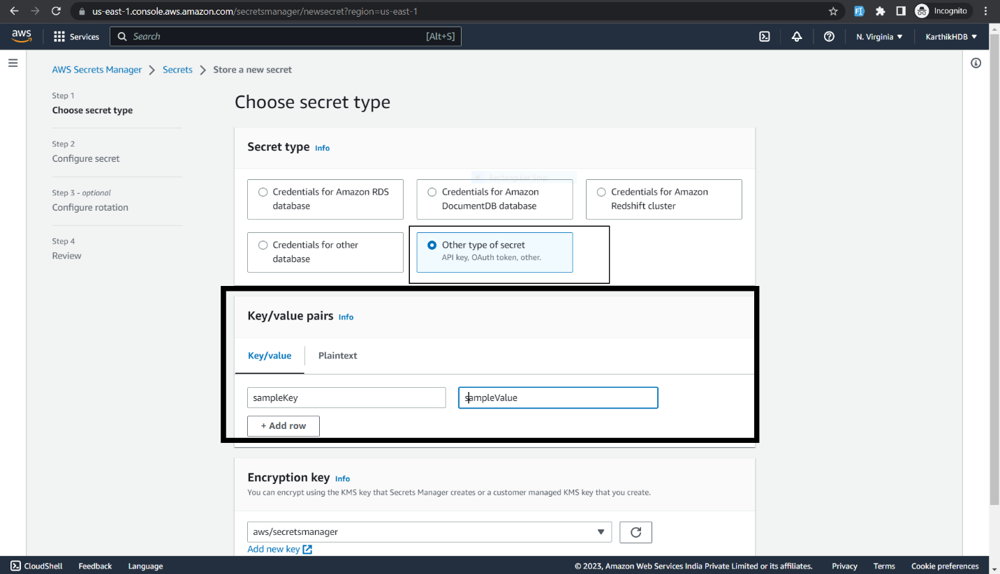 us-east-1.console.aws.amazon.com/secretsmanager/newsecret?region=us-east-1
Incognito
aws
Services
Search
[Alt+S]
N. Virginia
KarthikHDB
AWS Secrets Manager
Secrets
Store a new secret
Step 1
Choose secret type
Step 2
Configure secret
Step 3 - optional
Configure rotation
Step 4
Review
Choose secret type
Secret type Info
Rectangular Snip
Credentials for Amazon RDS
database
Credentials for Amazon
DocumentDB database
Credentials for Amazon
Redshift cluster
Credentials for other
database
Other type of secret
API key, OAuth token, other.
Key/value pairs Info
Key/value
Plaintext
sampleKey
sampleValue
+ Add row
Encryption key Info
You can encrypt using the KMS key that Secrets Manager creates or a customer managed KMS key that you create.
aws/secretsmanager
Add new key
CloudShell
Feedback
Language
© 2023, Amazon Web Services India Private Limited or its affiliates.
Privacy
Terms
Cookie preferences